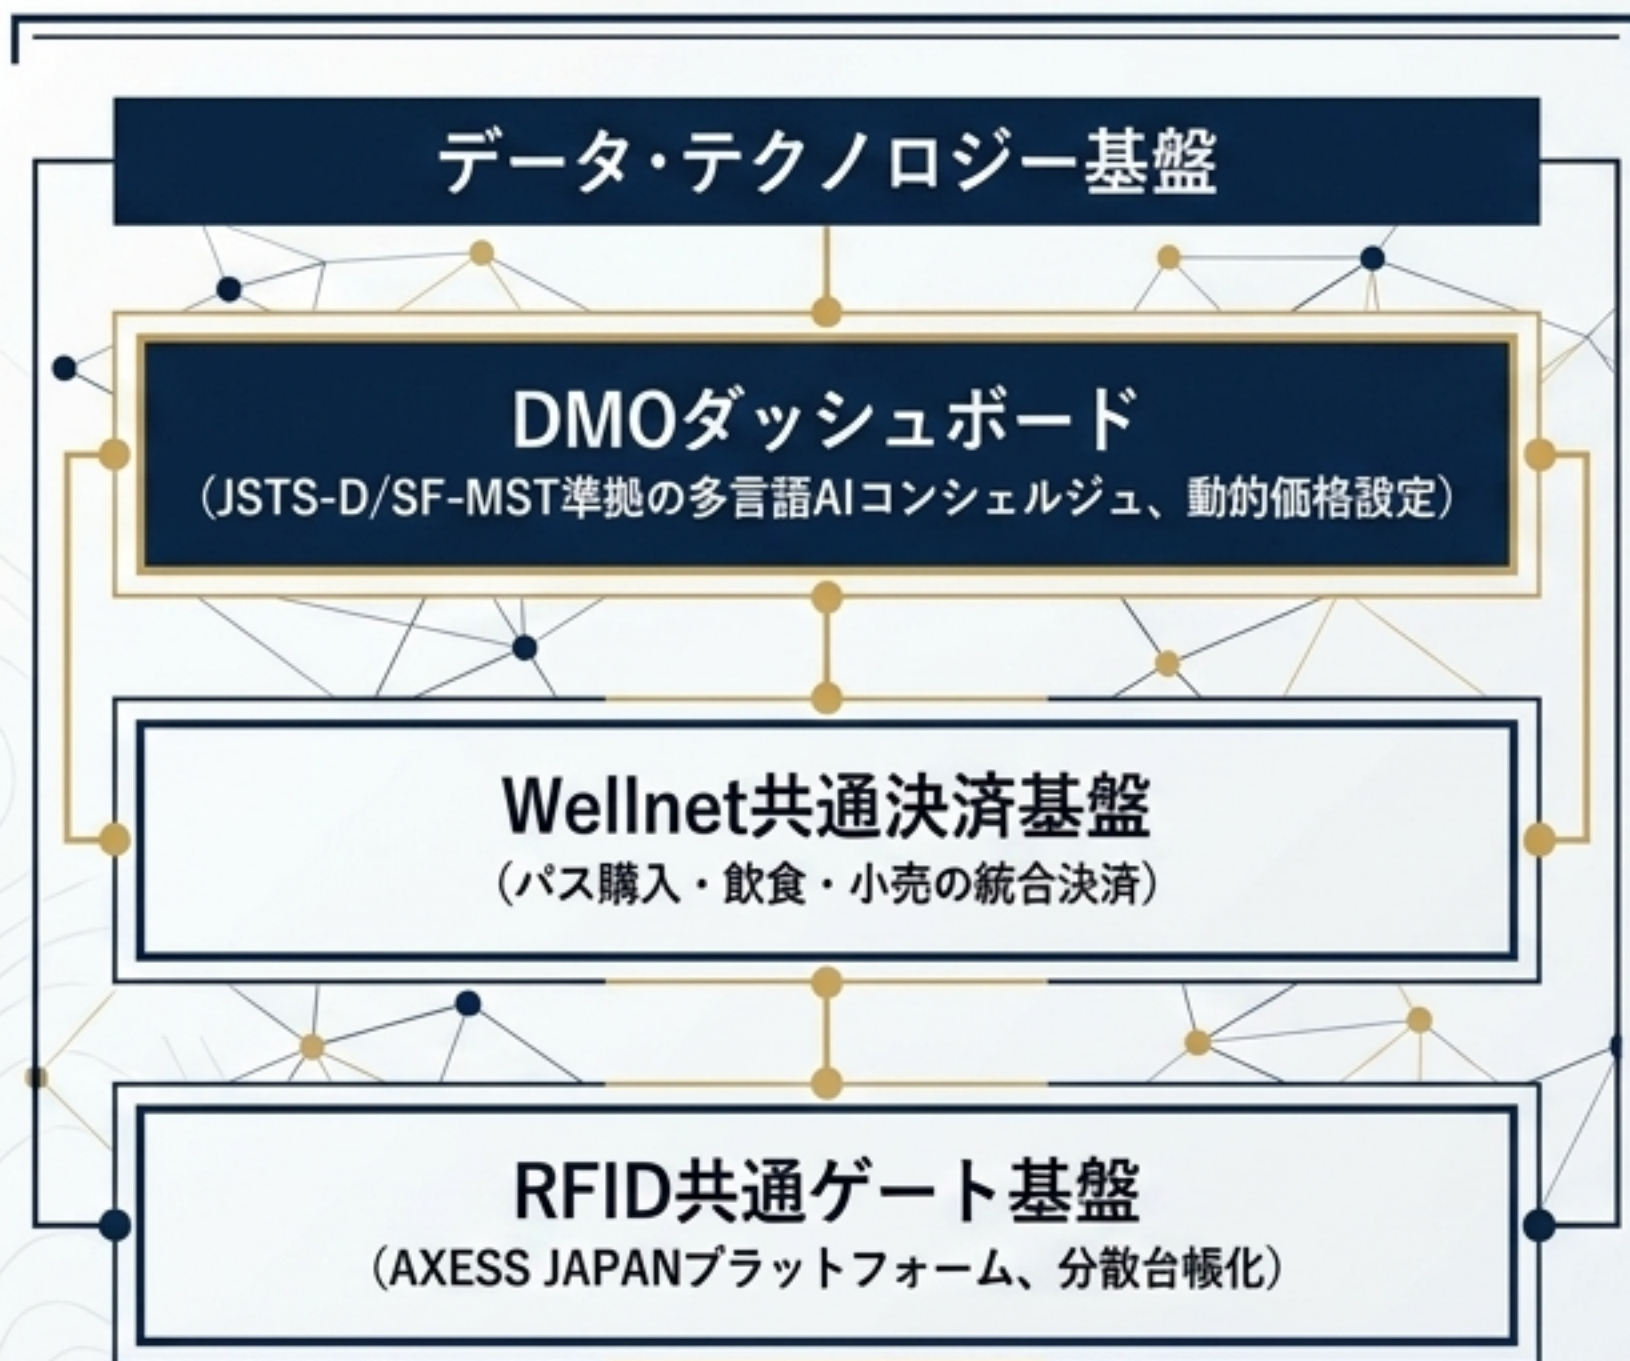 データ・テクノロジー基盤
DMOダッシュボード
（JSTS-D/SF-MST準拠の多言語AIコンシェルジュ、動的価格設定）
Wellnet共通決済基盤
（パス購入・飲食・小売の統合決済）
RFID共通ゲート基盤
（AXESS JAPANプラットフォーム、分散台帳化）